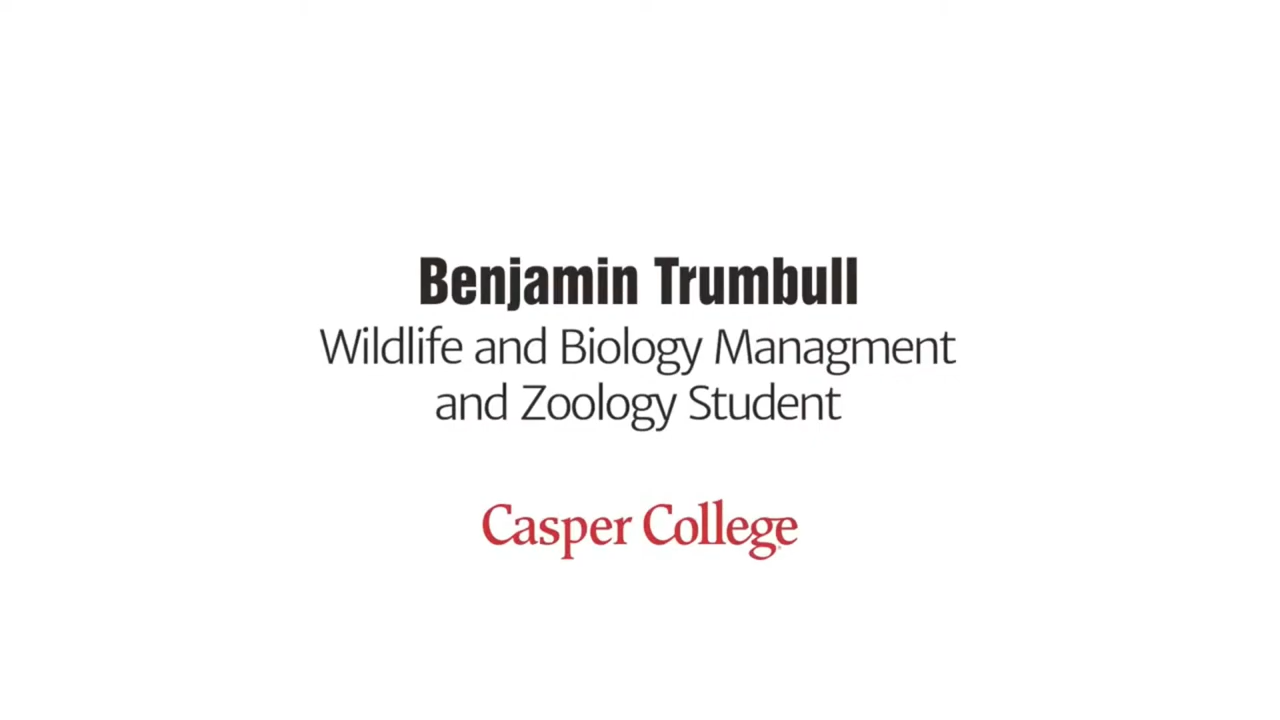 Benjamin Trumbull
Wildlife and Biology Managment
and Zoology Student
Casper College